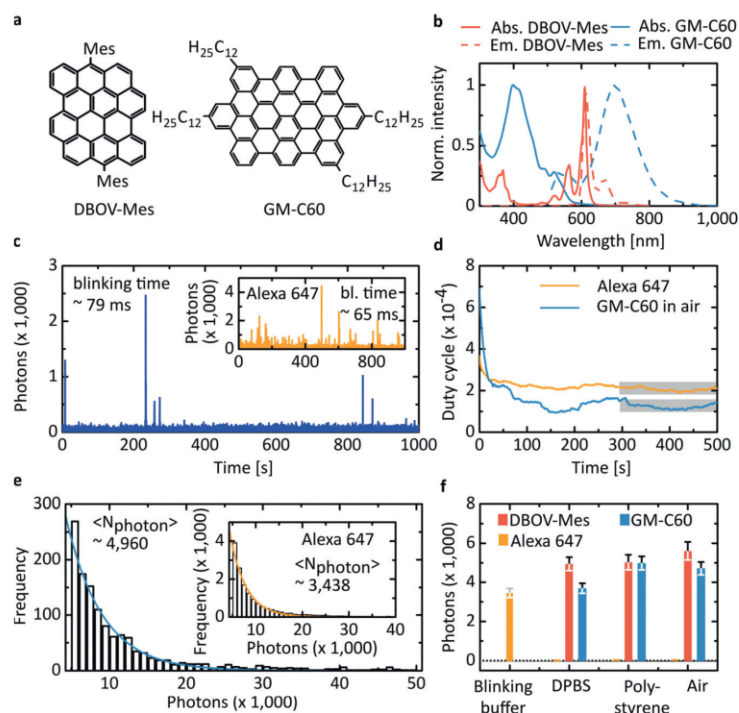 a
Mes
Mes
DBOV-Mes
H25C12
H25C12
C12H25
C12H25
GM-C60
b
Abs. DBOV-Mes
Em. DBOV-Mes
Abs. GM-C60
Em. GM-C60
Norm. intensity
1
0.5
0
400 600 800 1,000
Wavelength [nm]
c
blinking time
~ 79 ms
Photons (x 1,000)
3
2
1
0
0 200 400 600 800 1000
Time [s]
Alexa 647
bl. time
~ 65 ms
Photons
(x 1,000)
4
2
0
0 400 800
d
Alexa 647
GM-C60 in air
Duty cycle (x 10-4)
8
6
4
2
0
0 100 200 300 400 500
Time [s]
e
<Nphoton>
~ 4,960
Frequency
300
250
200
150
100
50
0
10 20 30 40 50
Photons (x 1,000)
Alexa 647
<Nphoton>
~ 3,438
Frequency (x 1,000)
4
3
2
1
0
10 20 30 40
Photons (x 1,000)
f
DBOV-Mes
GM-C60
Alexa 647
Photons (x 1,000)
8
6
4
2
0
Blinking
buffer
DPBS
Poly-
styrene
Air